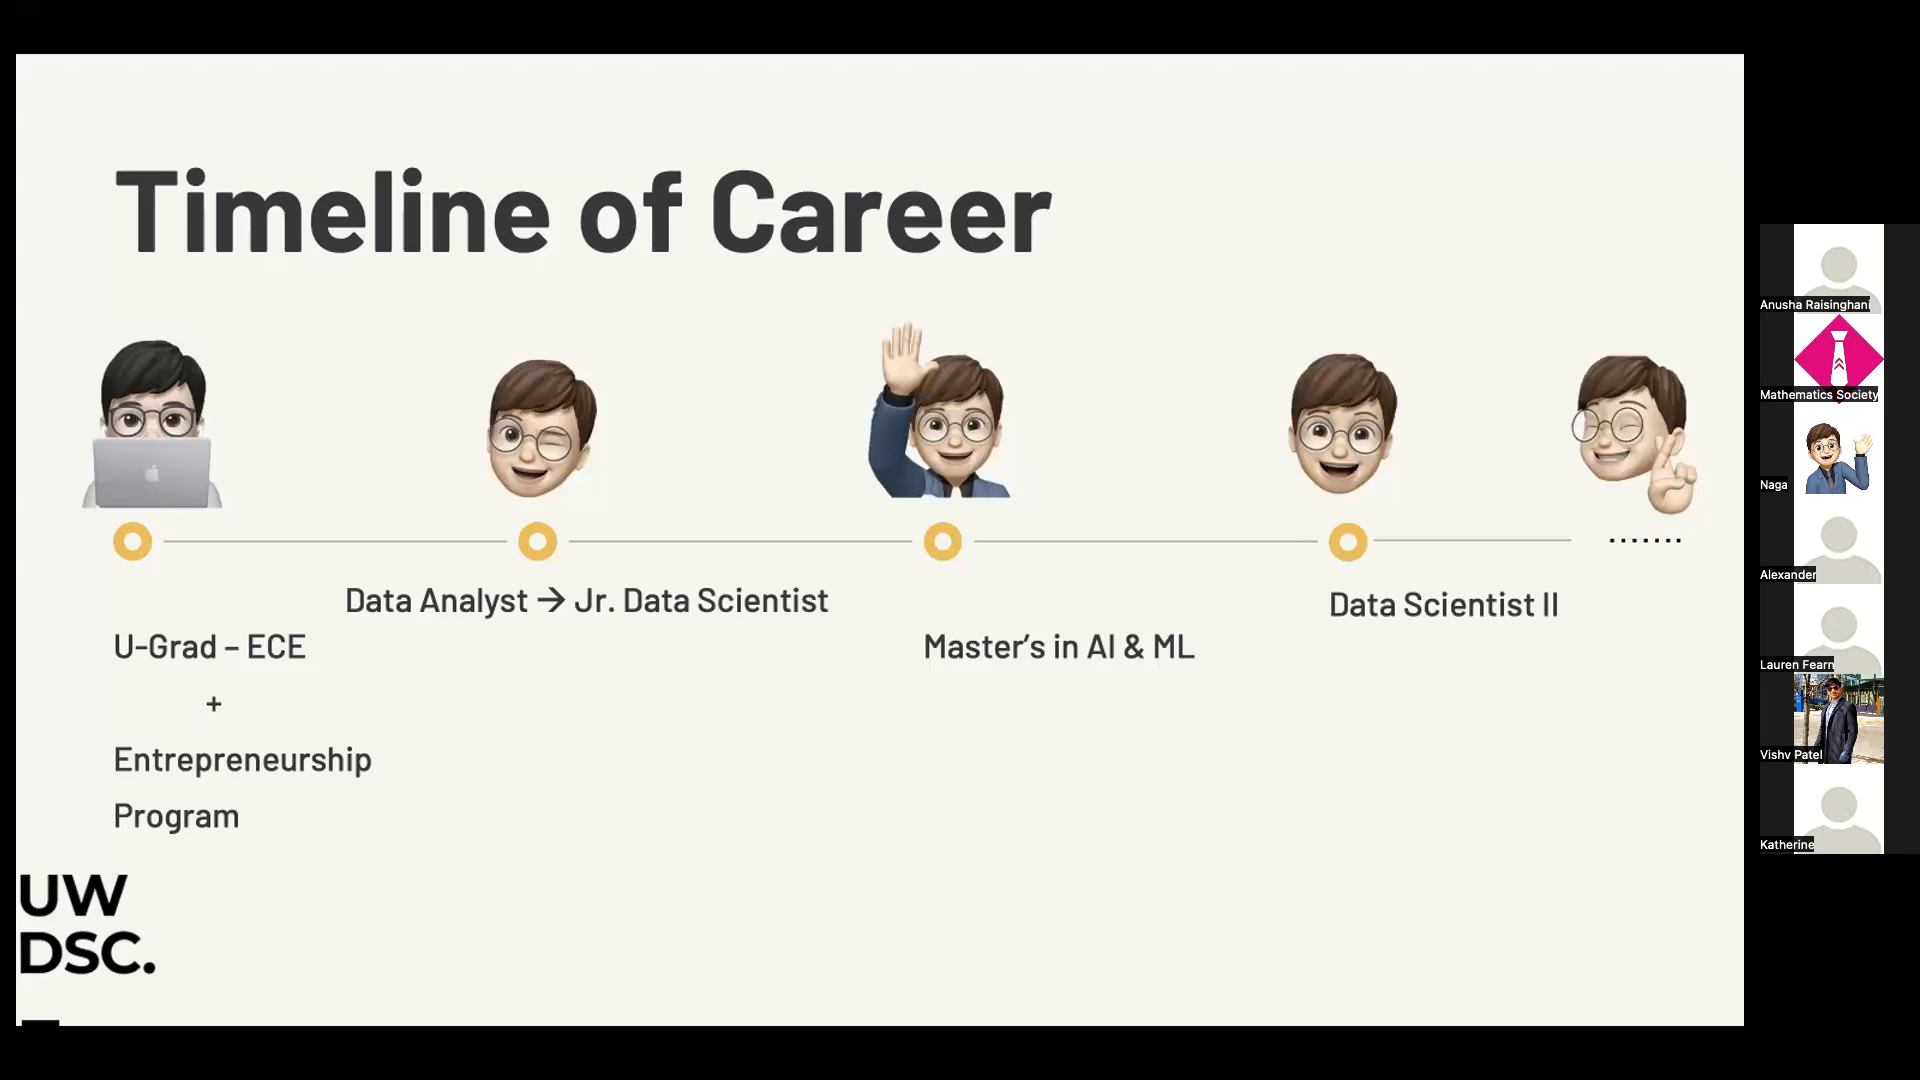 Timeline of Career
Data Analyst → Jr. Data Scientist
Data Scientist II
U-Grad – ECE
+
Entrepreneurship
Program
Master’s in AI & ML
UW
DSC.
Anusha Raisinghani
Mathematics Society
Naga
Alexander
Lauren Fearn
Vishv Patel
Katherine